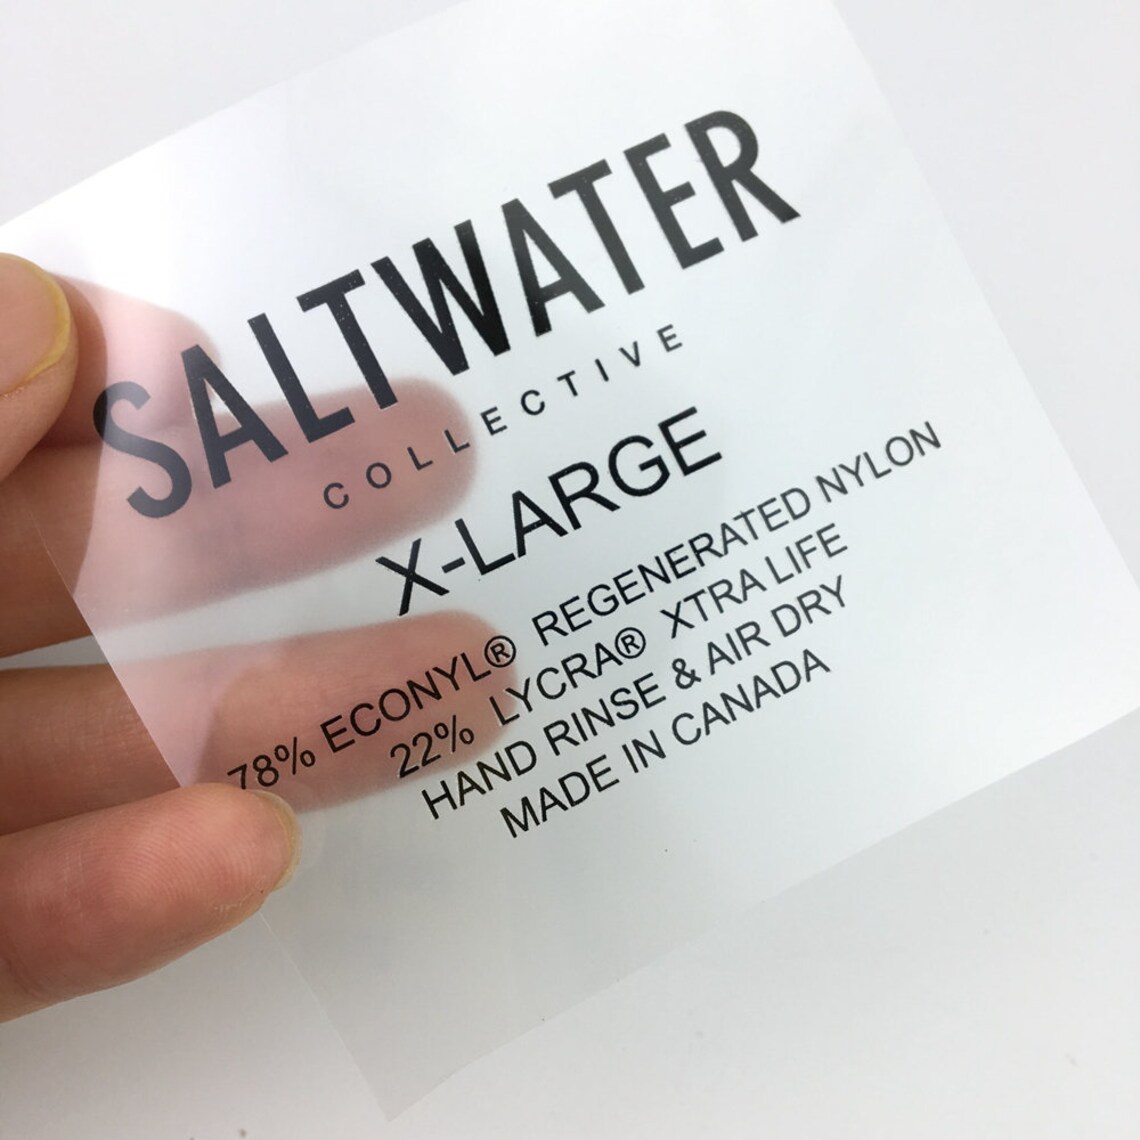 SALTWATER
COLLECTIVE
X-LARGE
78% ECONYL® REGENERATED NYLON
22% LYCRA® XTRA LIFE
HAND RINSE & AIR DRY
MADE IN CANADA